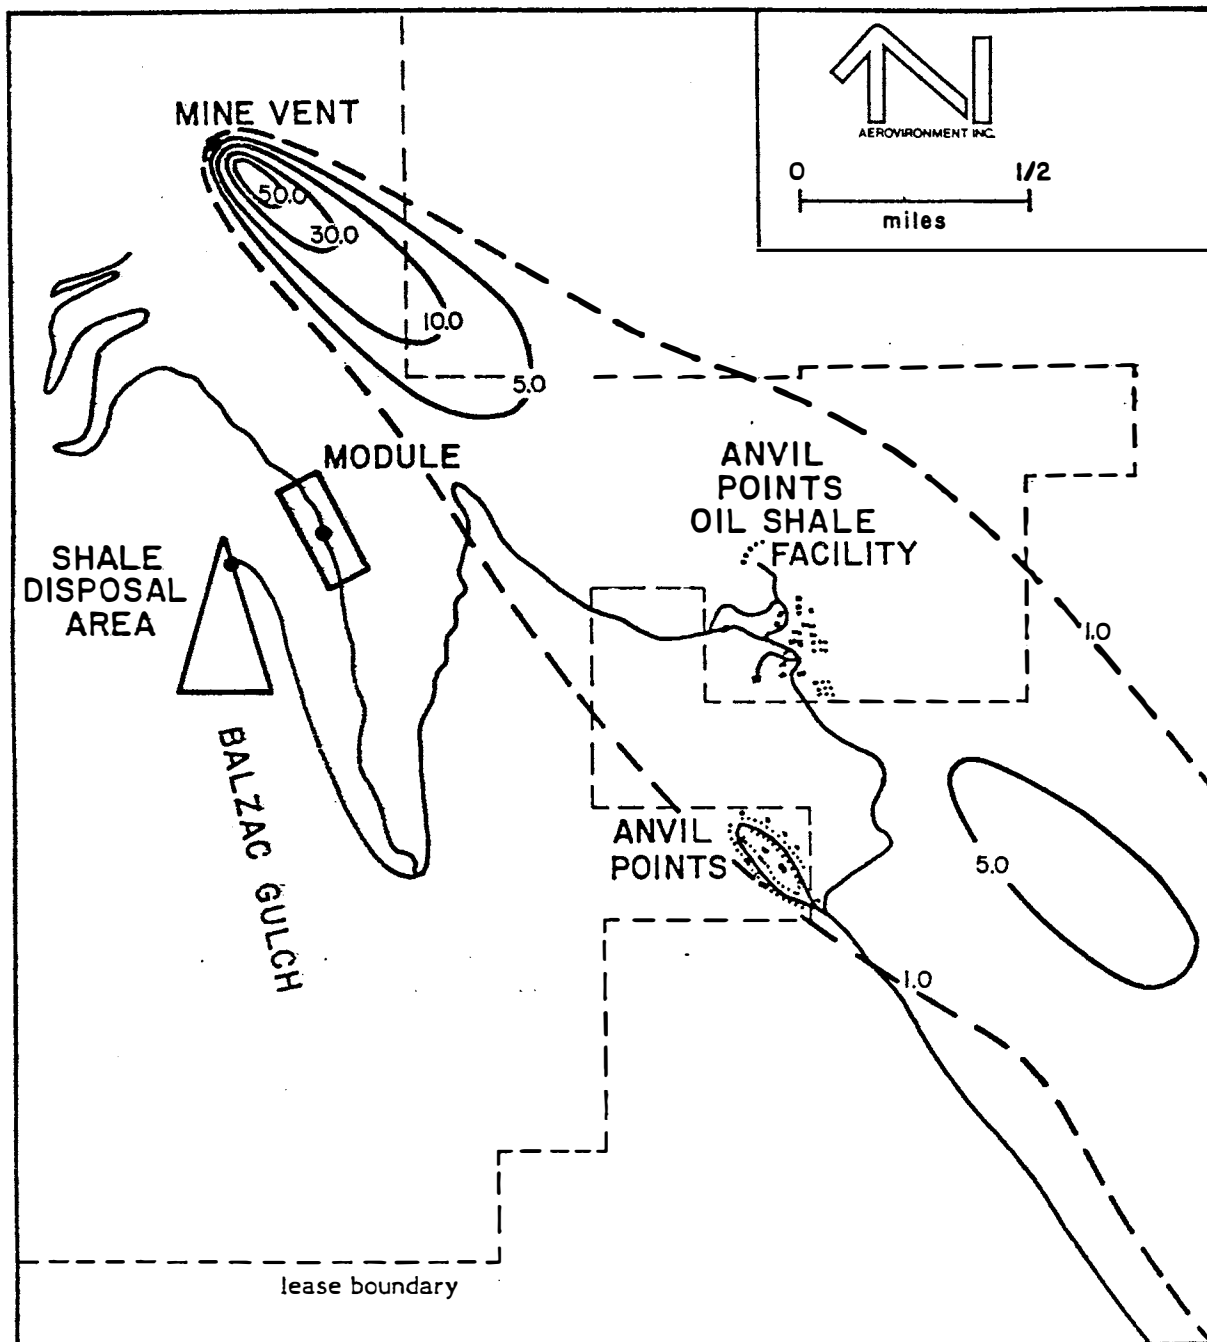 N
AEROVIRONMENT INC.
0 1/2
miles
MINE VENT
50.0
30.0
10.0
5.0
MODULE
SHALE
DISPOSAL
AREA
BALZAC GULCH
ANVIL
POINTS
OIL SHALE
FACILITY
1.0
ANVIL
POINTS
5.0
1.0
lease boundary